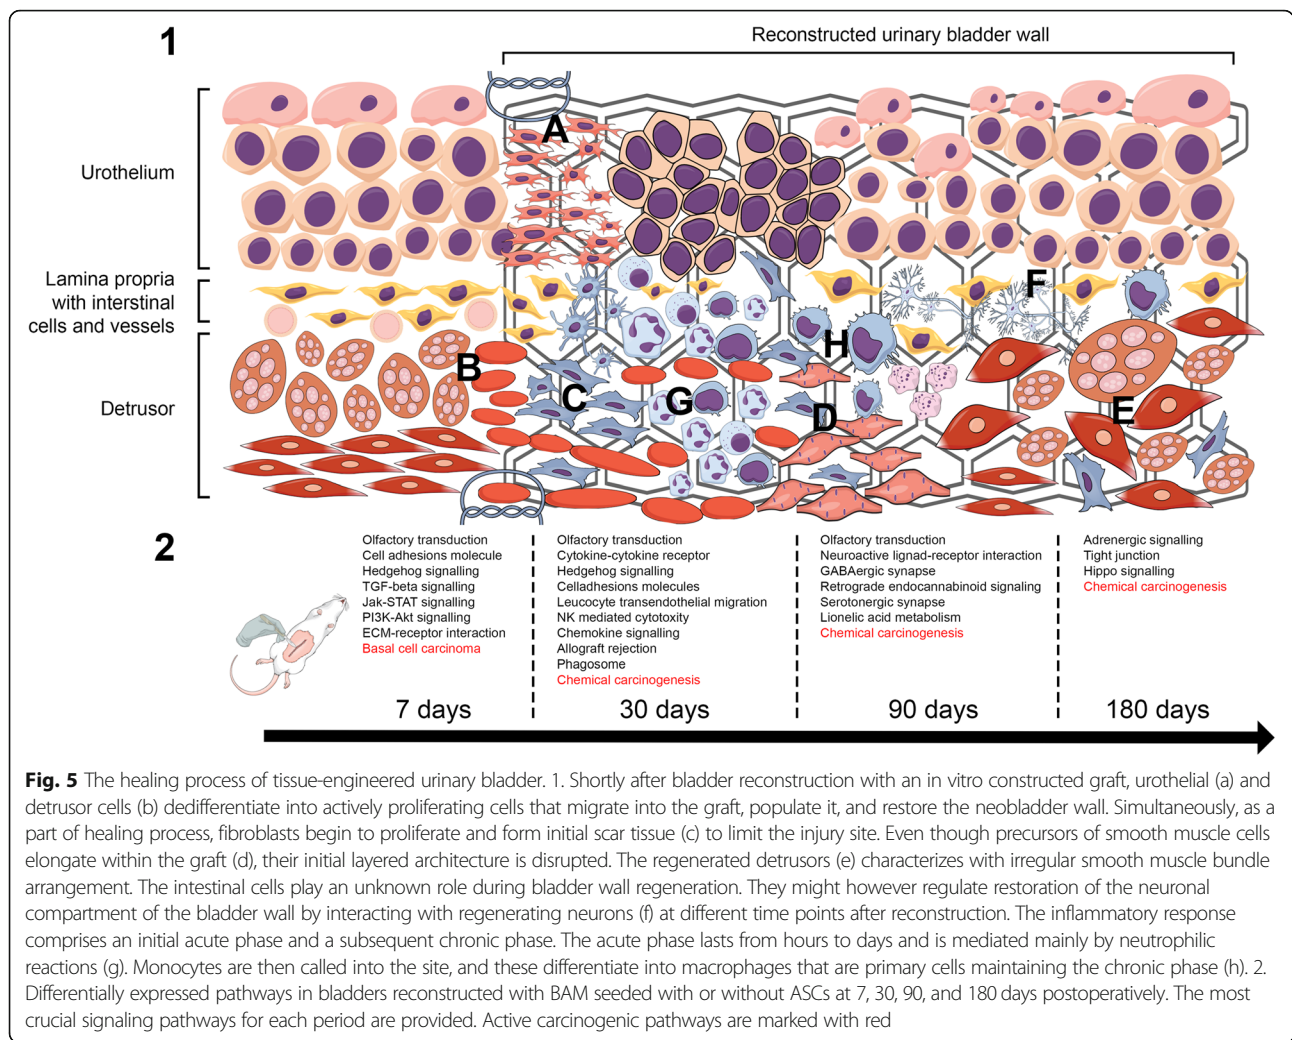 1
Reconstructed urinary bladder wall
A
Urothelium
Lamina propria
with interstinal
cells and vessels
F
H
B
C
G
D
E
Detrusor
2
Olfactory transduction
Cell adhesions molecule
Hedgehog signalling
TGF-beta signalling
Jak-STAT signalling
PI3K-Akt signalling
ECM-receptor interaction
Basal cell carcinoma
Olfactory transduction
Cytokine-cytokine receptor
Hedgehog signalling
Celladhesions molecules
Leucocyte transendothelial migration
NK mediated cytotoxity
Chemokine signalling
Allograft rejection
Phagosome
Chemical carcinogenesis
Olfactory transduction
Neuroactive lignad-receptor interaction
GABAergic synapse
Retrograde endocannabinoid signaling
Serotonergic synapse
Lionelic acid metabolism
Chemical carcinogenesis
Adrenergic signalling
Tight junction
Hippo signalling
Chemical carcinogenesis
7 days
30 days
90 days
180 days
Fig. 5 The healing process of tissue-engineered urinary bladder. 1. Shortly after bladder reconstruction with an in vitro constructed graft, urothelial (a) and
detrusor cells (b) dedifferentiate into actively proliferating cells that migrate into the graft, populate it, and restore the neobladder wall. Simultaneously, as a
part of healing process, fibroblasts begin to proliferate and form initial scar tissue (c) to limit the injury site. Even though precursors of smooth muscle cells
elongate within the graft (d), their initial layered architecture is disrupted. The regenerated detrusors (e) characterizes with irregular smooth muscle bundle
arrangement. The intestinal cells play an unknown role during bladder wall regeneration. They might however regulate restoration of the neuronal
compartment of the bladder wall by interacting with regenerating neurons (f) at different time points after reconstruction. The inflammatory response
comprises an initial acute phase and a subsequent chronic phase. The acute phase lasts from hours to days and is mediated mainly by neutrophilic
reactions (g). Monocytes are then called into the site, and these differentiate into macrophages that are primary cells maintaining the chronic phase (h). 2.
Differentially expressed pathways in bladders reconstructed with BAM seeded with or without ASCs at 7, 30, 90, and 180 days postoperatively. The most
crucial signaling pathways for each period are provided. Active carcinogenic pathways are marked with red